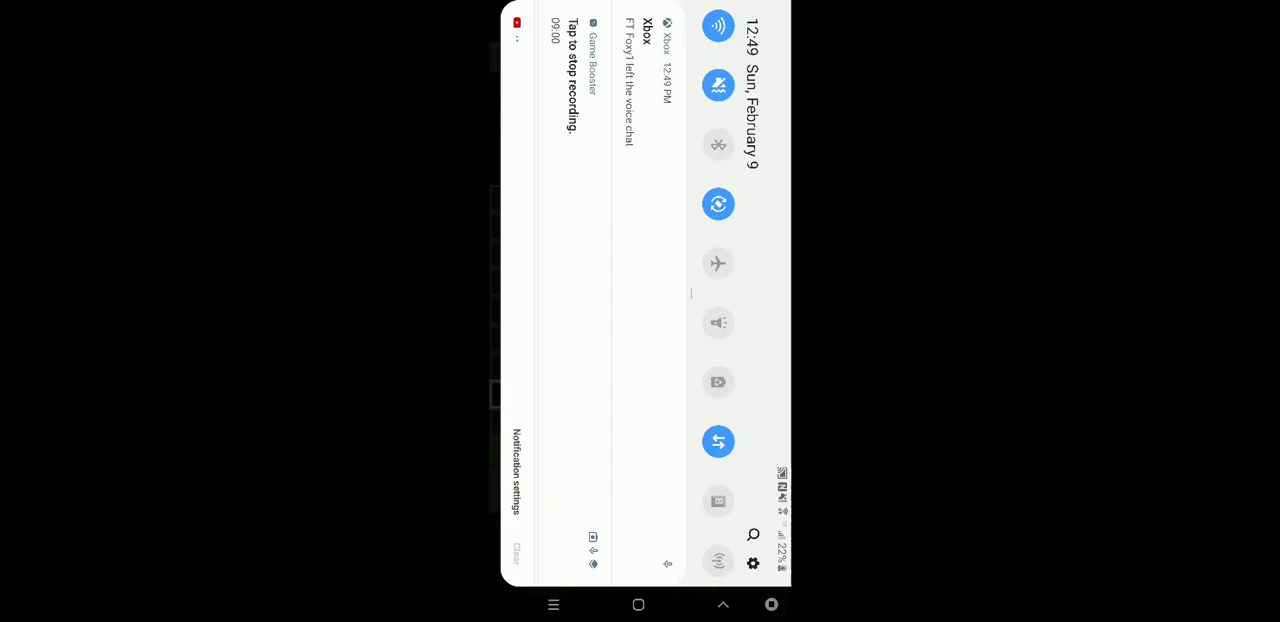 22%
12:49 Sun, February 9
Xbox 12:49 PM
Xbox
FT Foxy1 left the voice chat
Game Booster
Tap to stop recording.
09:00
Notification settings
Clear